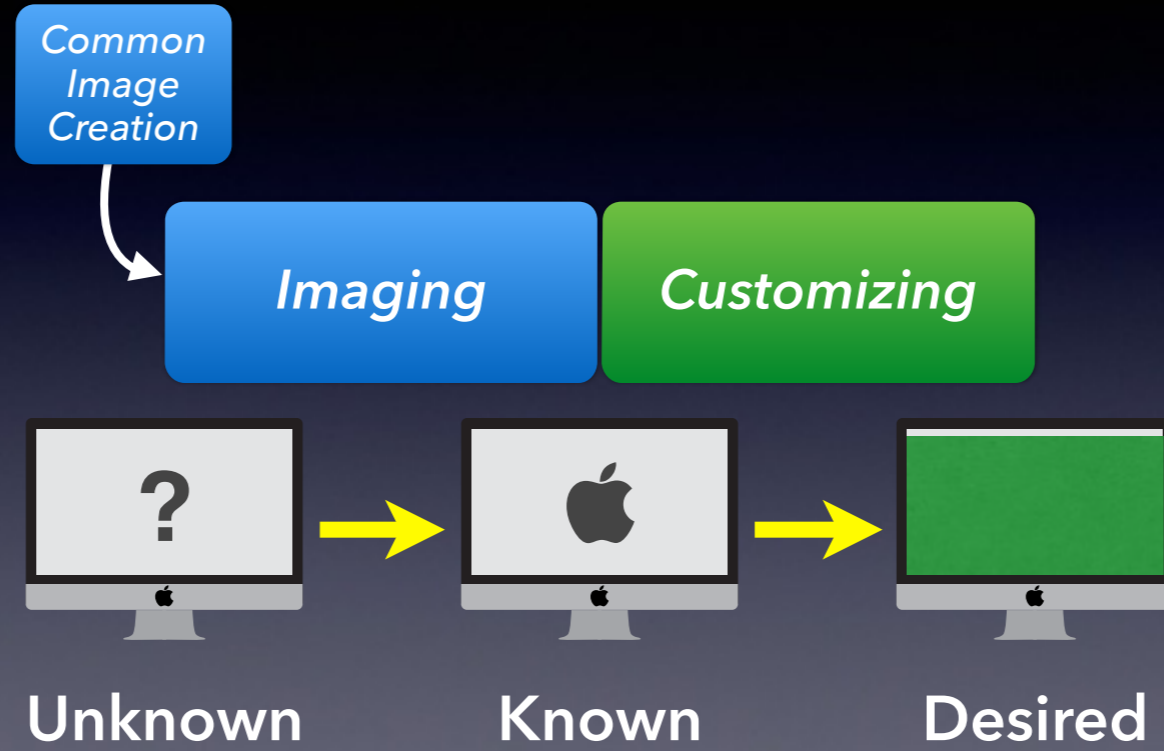 Common
Image
Creation
Imaging
Customizing
?
Unknown
Known
Desired